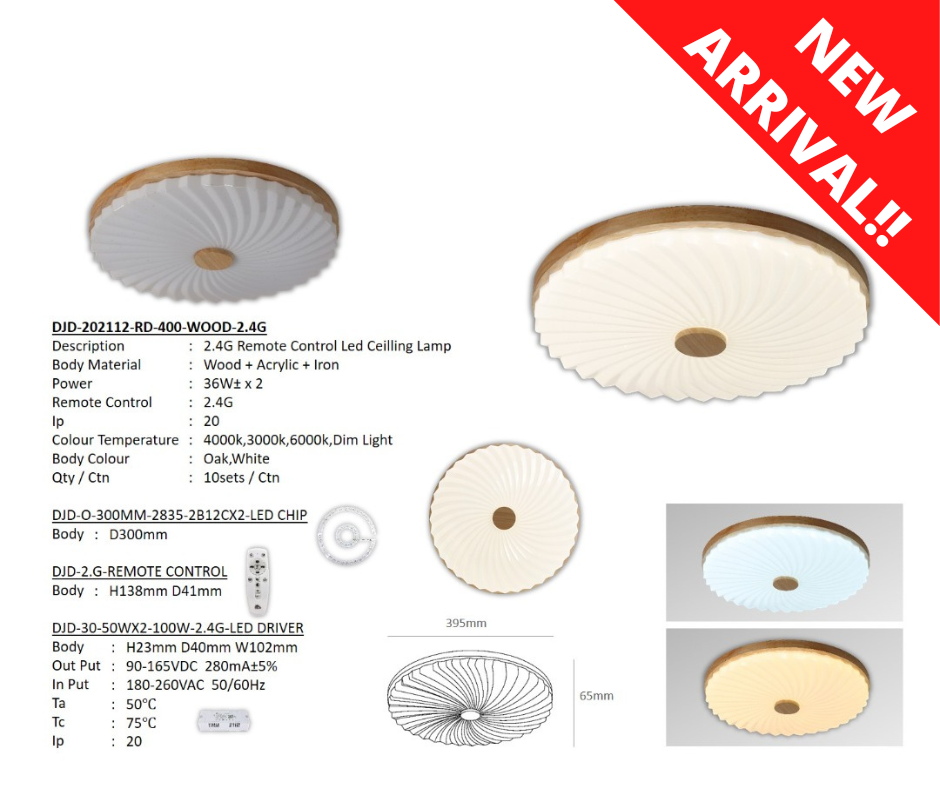 NEW
ARRIVAL!!
DJD-202112-RD-400-WOOD-2.4G
Description : 2.4G Remote Control Led Ceilling Lamp
Body Material : Wood + Acrylic + Iron
Power : 36W± x 2
Remote Control : 2.4G
Ip : 20
Colour Temperature : 4000k,3000k,6000k,Dim Light
Body Colour : Oak,White
Qty / Ctn : 10sets / Ctn
DJD-O-300MM-2835-2B12CX2-LED CHIP
Body : D300mm
DJD-2.G-REMOTE CONTROL
Body : H138mm D41mm
DJD-30-50WX2-100W-2.4G-LED DRIVER
Body : H23mm D40mm W102mm
Out Put : 90-165VDC 280mA±5%
In Put : 180-260VAC 50/60Hz
Ta : 50℃
Tc : 75℃
Ip : 20
395mm
65mm